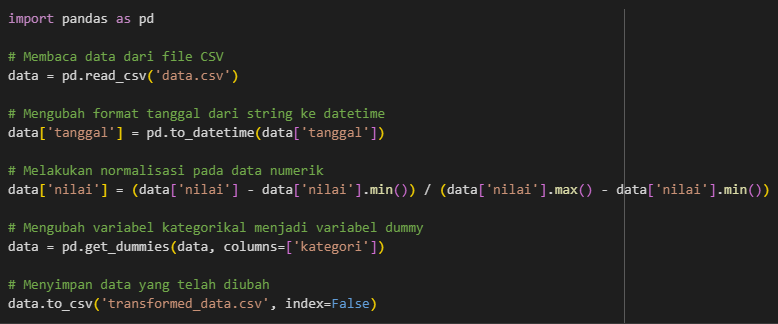 import pandas as pd
# Membaca data dari file CSV
data = pd.read_csv('data.csv')
# Mengubah format tanggal dari string ke datetime
data['tanggal'] = pd.to_datetime(data['tanggal'])
# Melakukan normalisasi pada data numerik
data['nilai'] = (data['nilai'] - data['nilai'].min()) / (data['nilai'].max() - data['nilai'].min())
# Mengubah variabel kategorikal menjadi variabel dummy
data = pd.get_dummies(data, columns=['kategori'])
# Menyimpan data yang telah diubah
data.to_csv('transformed_data.csv', index=False)